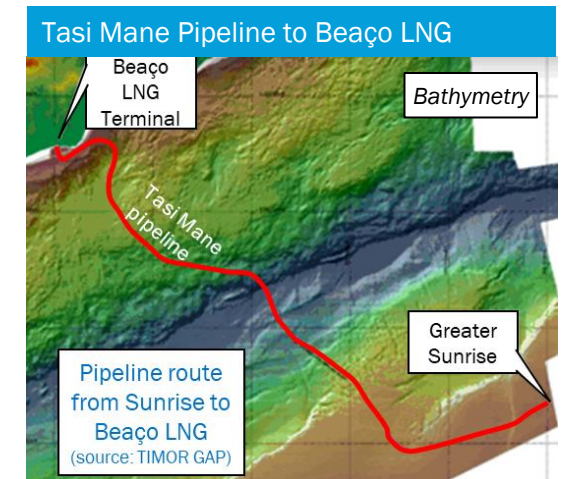 Tasi Mane Pipeline to Beaço LNG
Beaço
LNG
Terminal
Bathymetry
Tasi Mane
pipeline
Greater
Sunrise
Pipeline route
from Sunrise to
Beaço LNG
(source: TIMOR GAP)